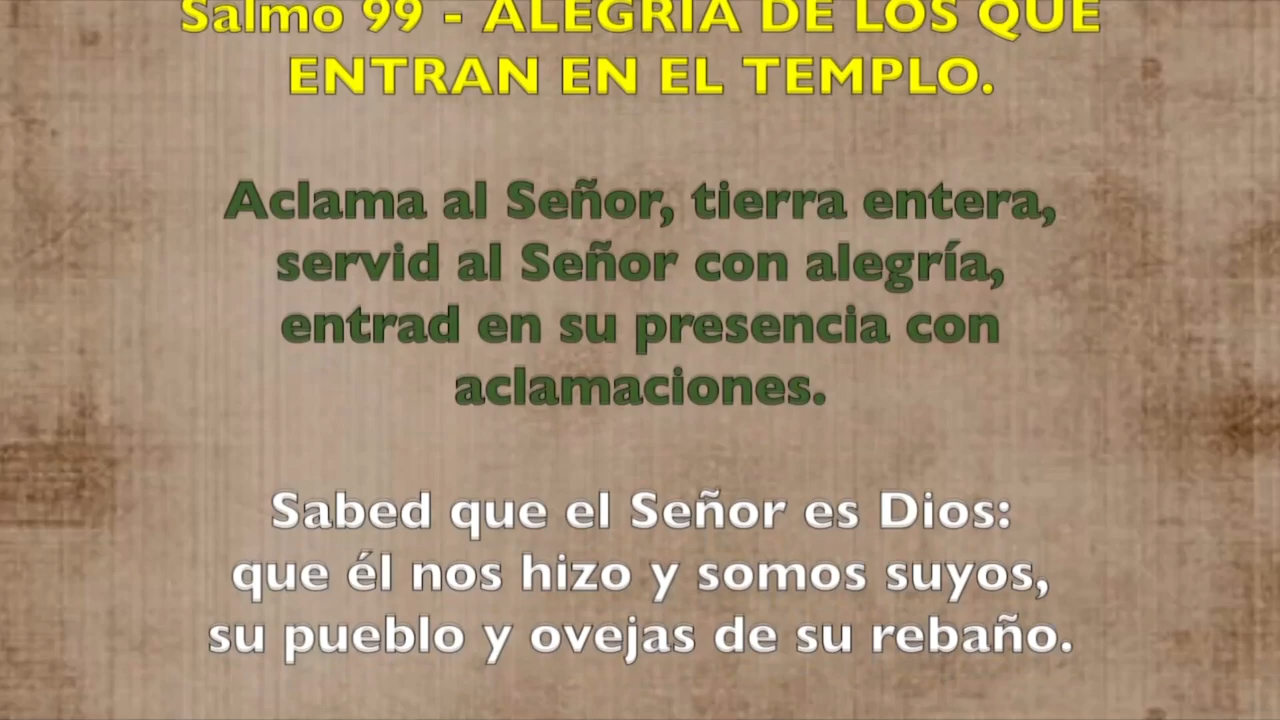 Salmo 99 - ALEGRÍA DE LOS QUE
ENTRAN EN EL TEMPLO.
Aclama al Señor, tierra entera,
servid al Señor con alegría,
entrad en su presencia con
aclamaciones.
Sabed que el Señor es Dios:
que él nos hizo y somos suyos,
su pueblo y ovejas de su rebaño.